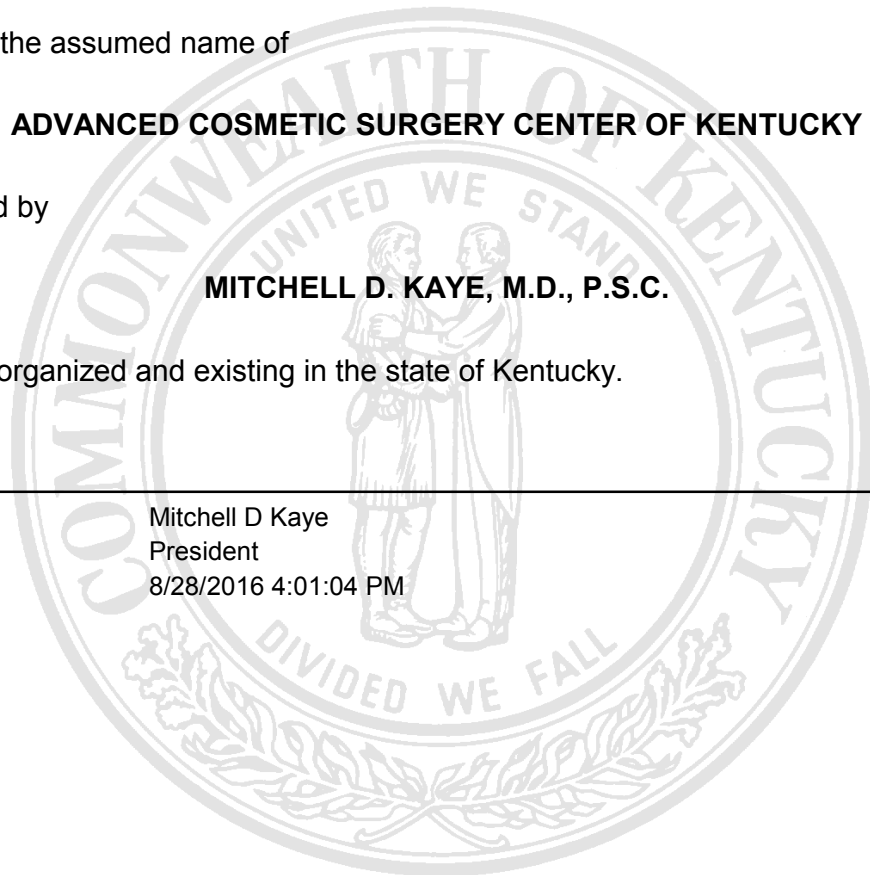 the assumed name of
ADVANCED COSMETIC SURGERY CENTER OF KENTUCKY
d by
MITCHELL D. KAYE, M.D., P.S.C.
organized and existing in the state of Kentucky.
Mitchell D Kaye
President
8/28/2016 4:01:04 PM
COMMONWEALTH OF KENTUCKY
UNITED WE STAND
DIVIDED WE FALL